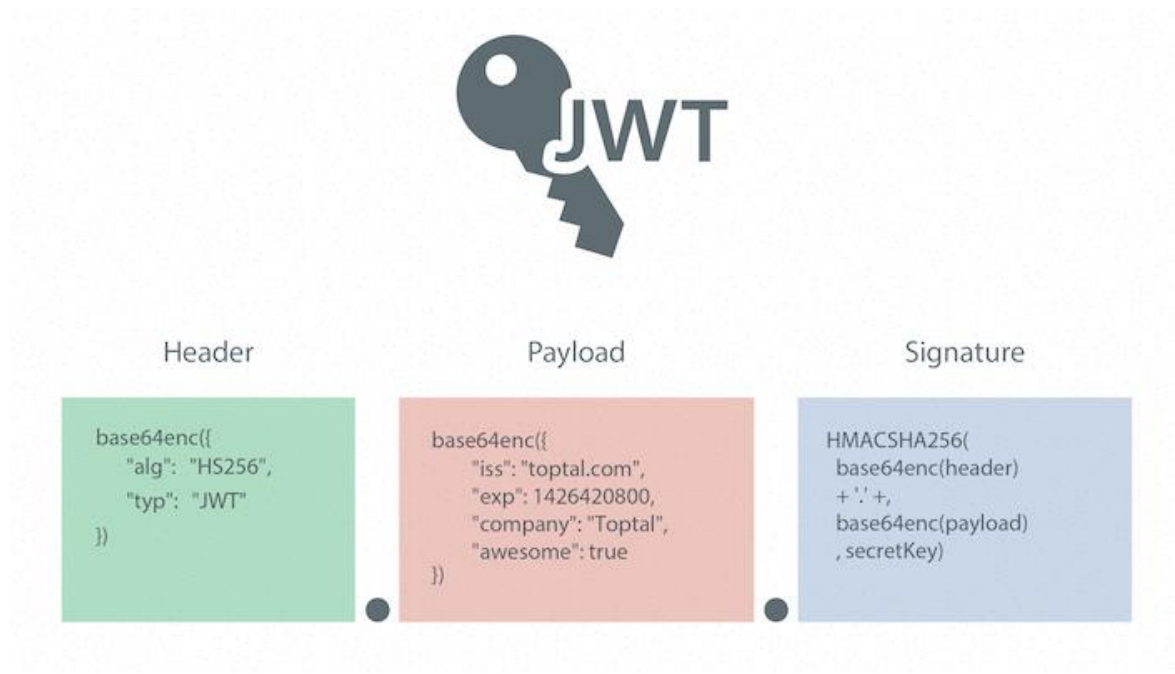 JWT
Header
base64enc({
"alg": "HS256",
"typ": "JWT"
})
Payload
base64enc({
"iss": "toptal.com",
"exp": 1426420800,
"company": "Toptal",
"awesome": true
})
Signature
HMACSHA256(
base64enc(header)
+ '.' +,
base64enc(payload)
, secretKey)